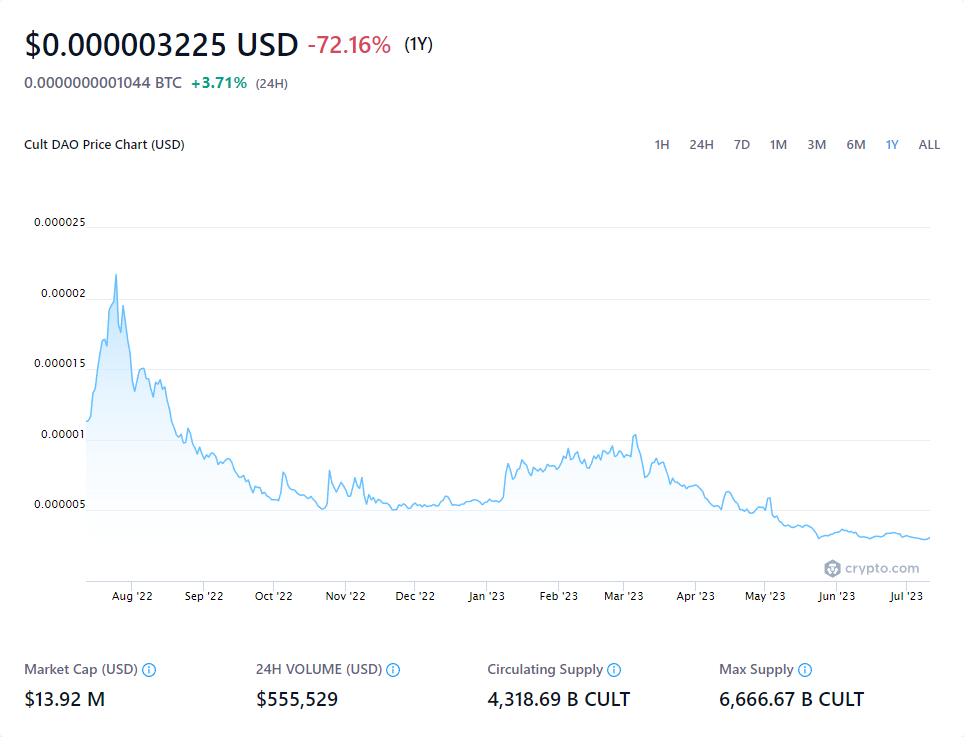 $0.000003225 USD -72.16% (1Y)
0.0000000001044 BTC +3.71% (24H)
Cult DAO Price Chart (USD) 1H 24H 7D 1M 3M 6M 1Y ALL
0.000025
0.00002
0.000015
0.00001
0.000005
crypto.com
Aug '22 Sep '22 Oct '22 Nov '22 Dec '22 Jan '23 Feb '23 Mar '23 Apr '23 May '23 Jun '23 Jul '23
Market Cap (USD) 24H VOLUME (USD) Circulating Supply Max Supply
$13.92 M $555,529 4,318.69 B CULT 6,666.67 B CULT